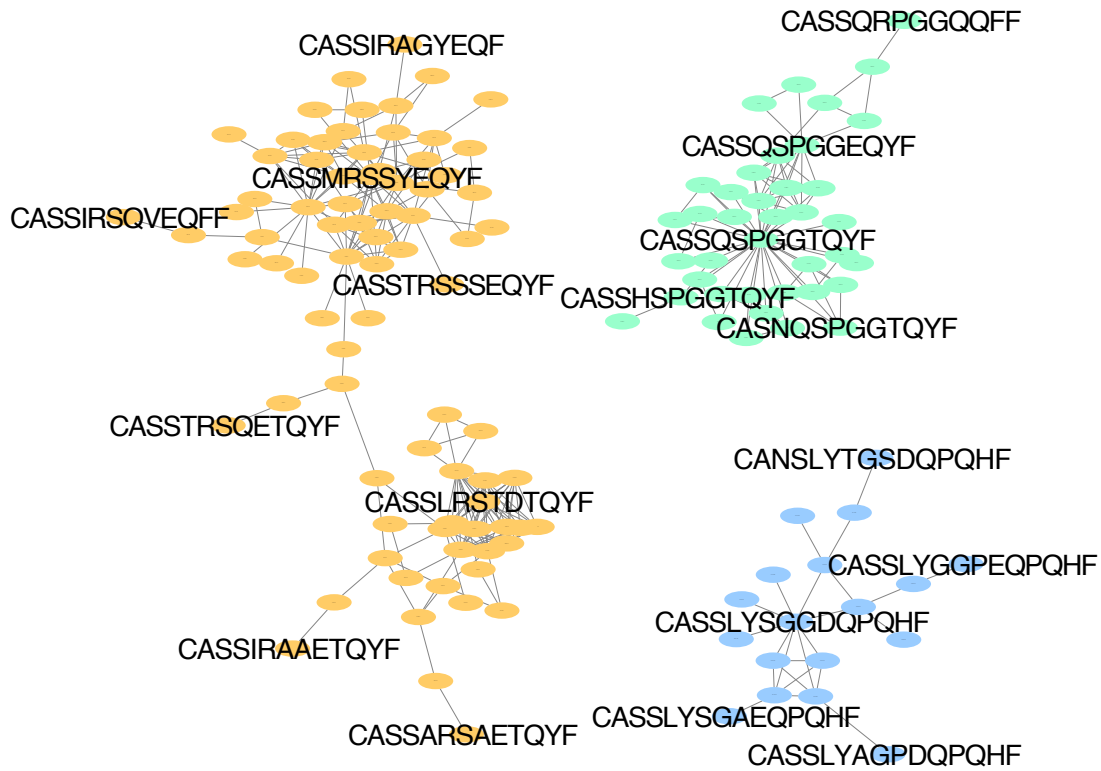 CASSIRAGYEQF
CASSMRSSYEQYF
CASSIRSQVEQFF
CASSTRSSSEQYF
CASSTRSQETQYF
CASSLRSTDTQYF
CASSIRAAETQYF
CASSARSAETQYF
CASSQRPGGQQFF
CASSQSPGGEQYF
CASSQSPGGTQYF
CASSHSPGGTQYF
CASNQSPGGTQYF
CANSLYTGSDQPQHF
CASSLYGGPEQPQHF
CASSLYSGGDQPQHF
CASSLYSGAEQPQHF
CASSLYAGPDQPQHF